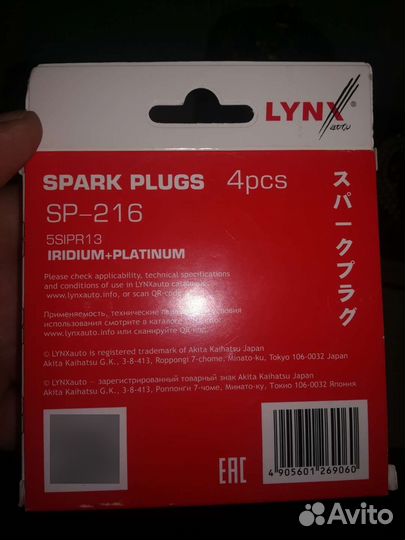 LYNX
auto
SPARK PLUGS 4pcs
SP-216
5SIPR13
IRIDIUM+PLATINUM
スパークプラグ
Please check applicability, technical specifications
and conditions of use in LYNXauto
www.lynxauto.info, or scan QR-code
Применяемость, технические условия
использования смотрите в каталоге
www.lynxauto.info или сканируйте QR-код.
© LYNXauto is registered trademark of Akita Kaihatsu Japan
Akita Kaihatsu G.K., 3-8-413, Roppongi 7-chome, Minato-ku, Tokyo 106-0032 Japan
© LYNXauto – зарегистрированный товарный знак Akita Kaihatsu Japan
Akita Kaihatsu G.K., 3-8-413, Роппонги 7-чоме, Минато-ку, Токио 106-0032 Япония
EAC
4 905601 269060
Avito